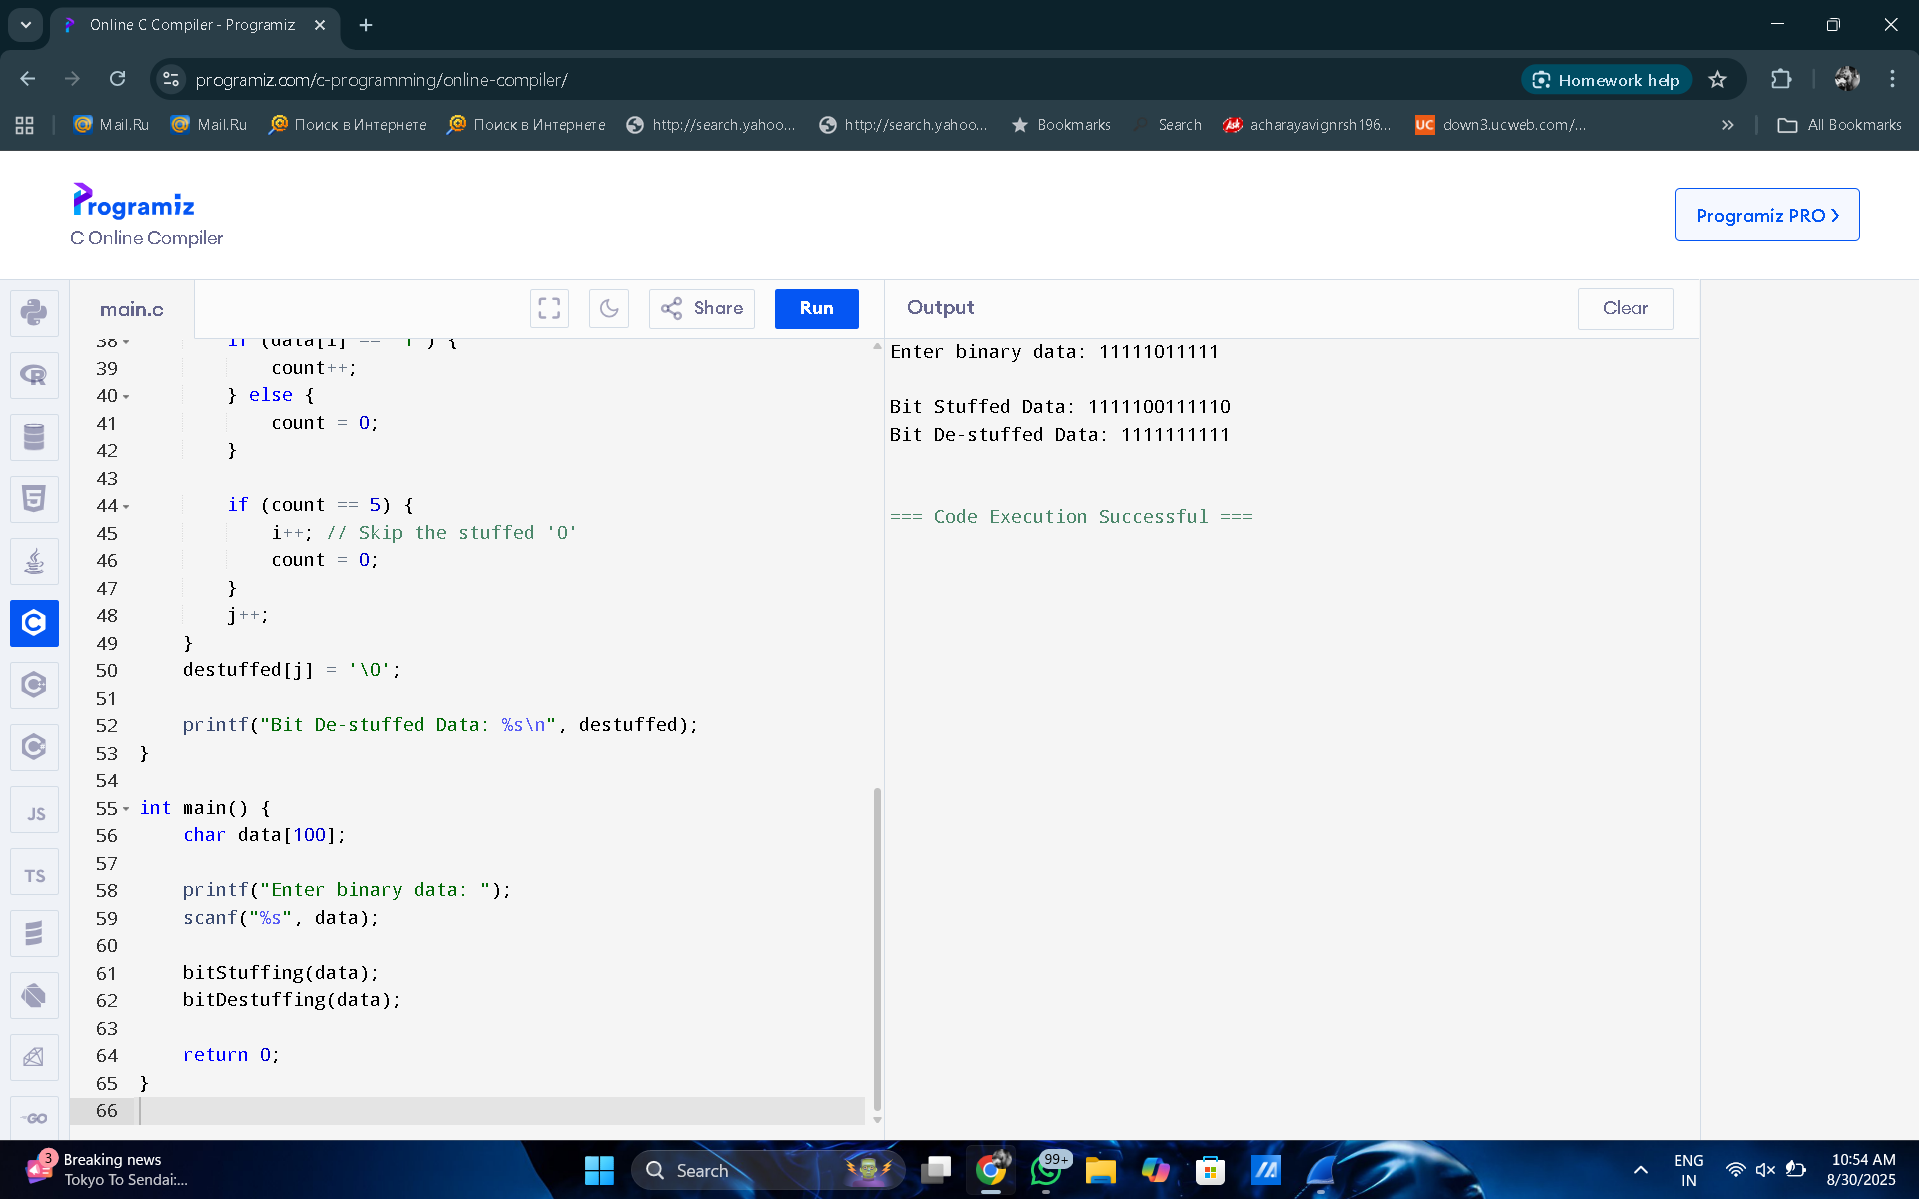 Online C Compiler - Programiz
programiz.com/c-programming/online-compiler/
Homework help
Mail.Ru
Mail.Ru
Поиск в Интернете
Поиск в Интернете
http://search.yahoo...
http://search.yahoo...
Bookmarks
Search
acharayavignrsh196...
down3.ucweb.com/...
All Bookmarks
Programiz
C Online Compiler
Programiz PRO
main.c
Share
Run
Output
Clear
38 if (data[i] == '1') {
39 count++;
40 } else {
41 count = 0;
42 }
43
44 if (count == 5) {
45 i++; // Skip the stuffed '0'
46 count = 0;
47 }
48 j++;
49 }
50 destuffed[j] = '\0';
51
52 printf("Bit De-stuffed Data: %s\n", destuffed);
53 }
54
55 int main() {
56 char data[100];
57
58 printf("Enter binary data: ");
59 scanf("%s", data);
60
61 bitStuffing(data);
62 bitDestuffing(data);
63
64 return 0;
65 }
66
Enter binary data: 11111011111
Bit Stuffed Data: 1111100111110
Bit De-stuffed Data: 1111111111
=== Code Execution Successful ===
JS
TS
GO
3
Breaking news
Tokyo To Sendai:...
Search
99+
ENG
IN
10:54 AM
8/30/2025